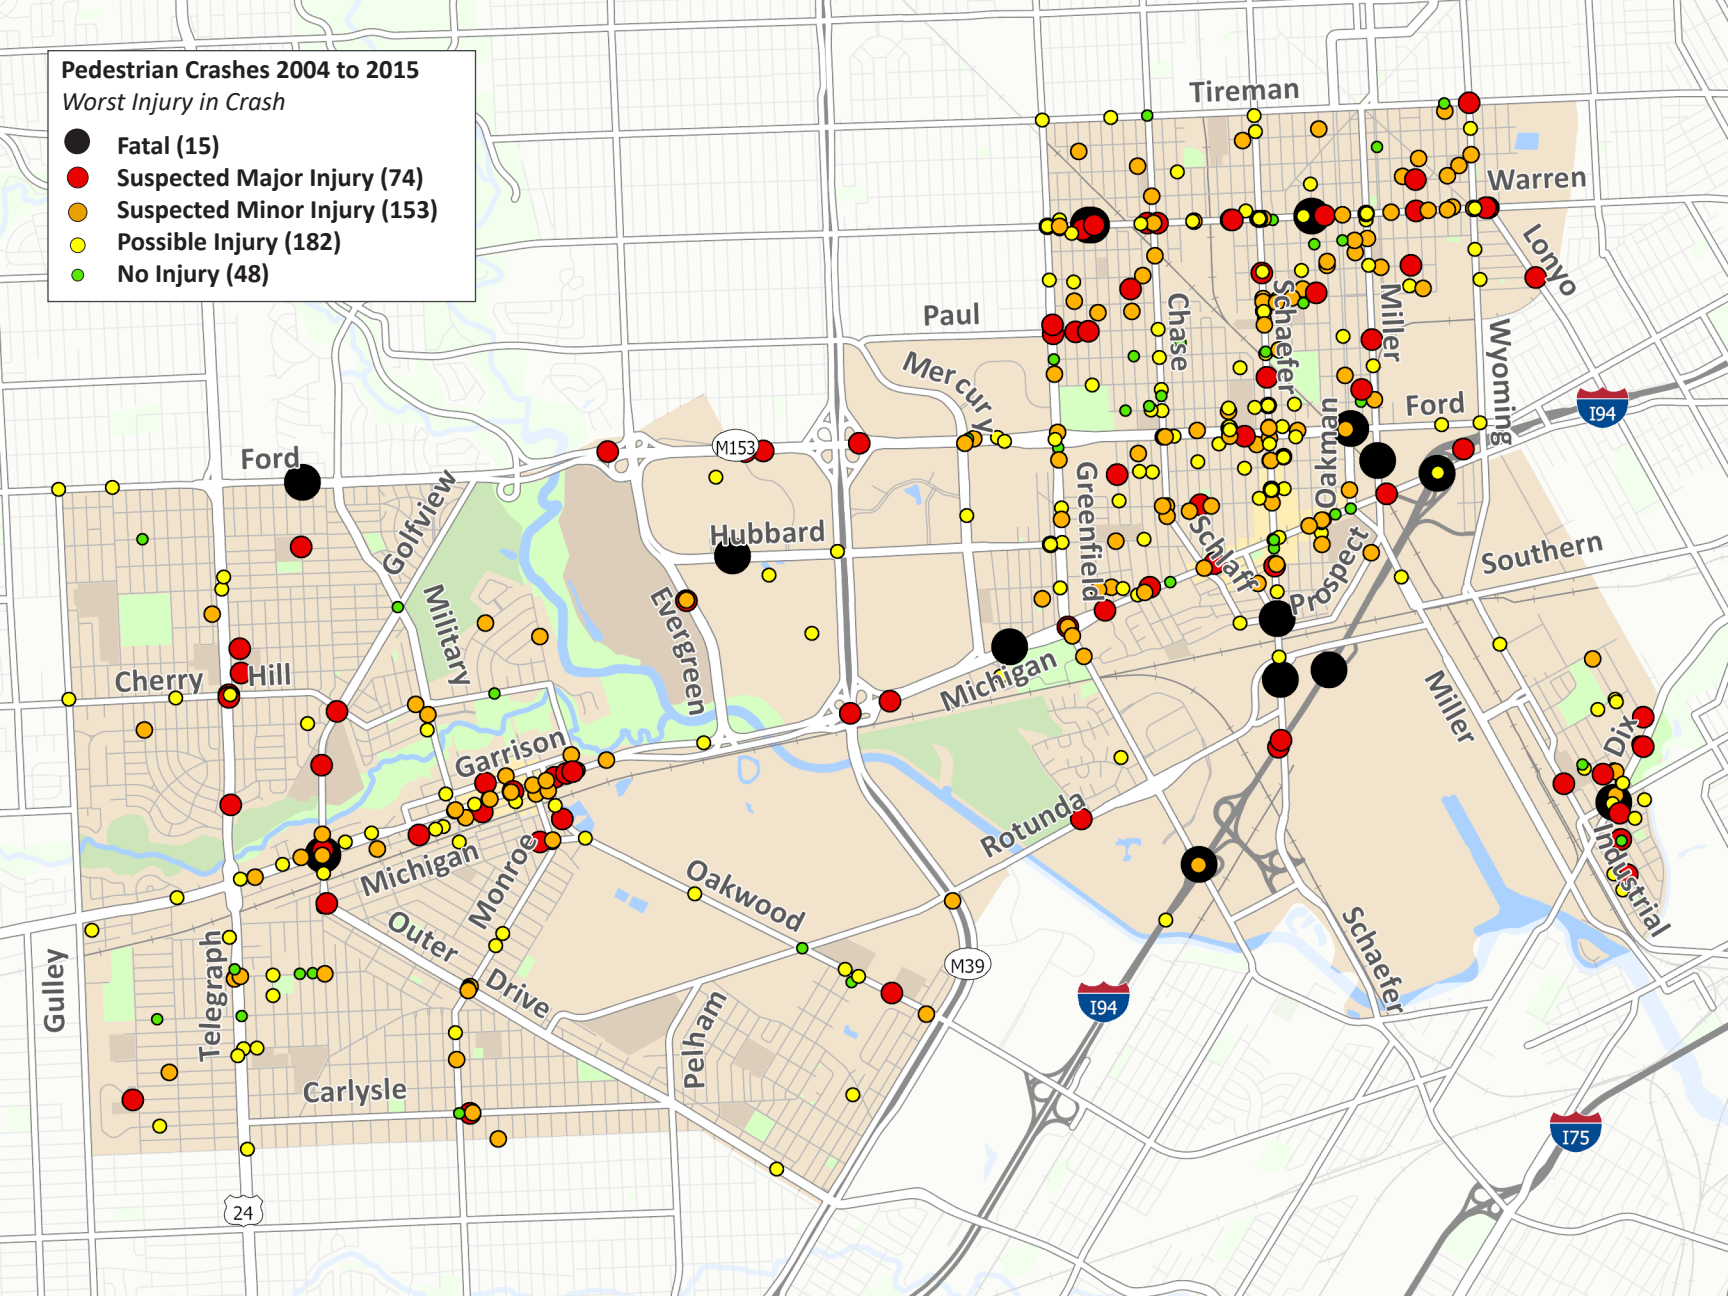 Pedestrian Crashes 2004 to 2015
Worst Injury in Crash
Fatal (15)
Suspected Major Injury (74)
Suspected Minor Injury (153)
Possible Injury (182)
No Injury (48)
Tireman
Warren
Lonyo
Paul
Chase
Schaefer
Miller
Wyoming
Mercury
Ford
I94
Oakman
M153
Ford
Golfview
Greenfield
Hubbard
Schlaff
Prospect
Southern
Military
Evergreen
Cherry Hill
Michigan
Miller
Dix
Garrison
Rotunda
Industrial
Michigan
Monroe
Oakwood
Outer Drive
Schaefer
Gulley
Telegraph
M39
I94
Pelham
Carlysle
I75
24